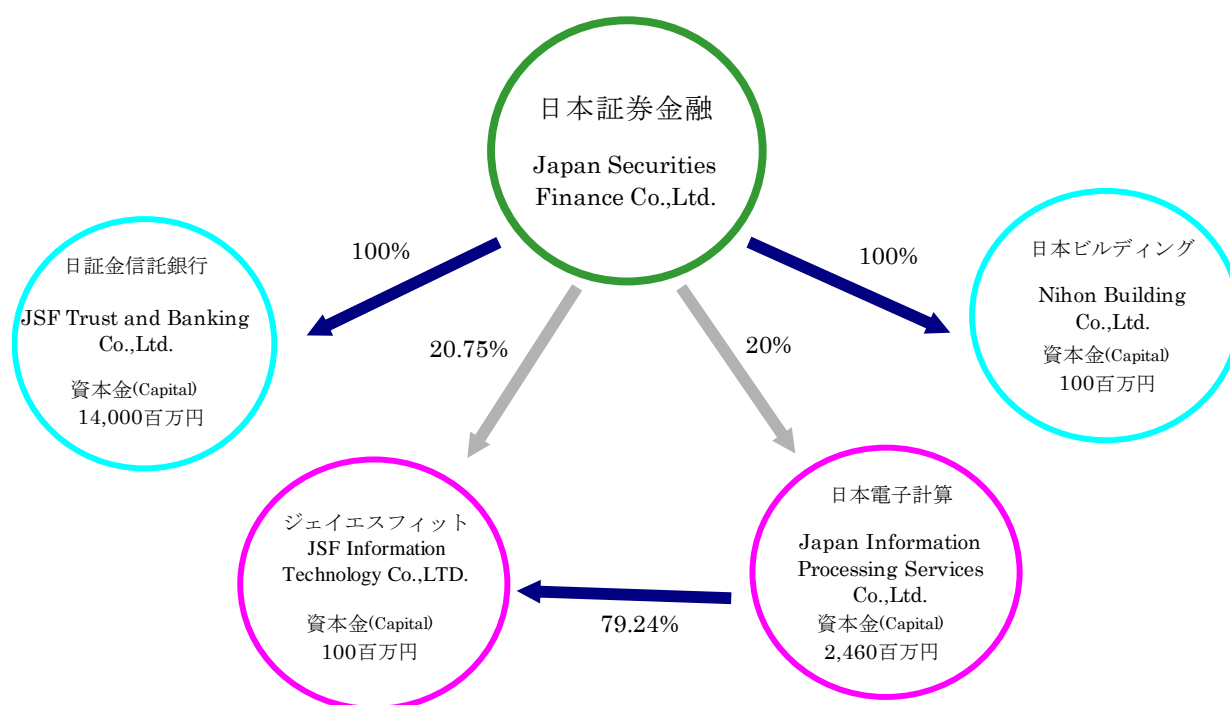 日本証券金融
Japan Securities
Finance Co.,Ltd.
100%
100%
日証金信託銀行
JSF Trust and Banking
Co.,Ltd.
資本金(Capital)
14,000百万円
日本ビルディング
Nihon Building
Co.,Ltd.
資本金(Capital)
100百万円
20.75%
20%
ジェイエスフィット
JSF Information
Technology Co.,LTD.
資本金(Capital)
100百万円
79.24%
日本電子計算
Japan Information
Processing Services
Co.,Ltd.
資本金(Capital)
2,460百万円